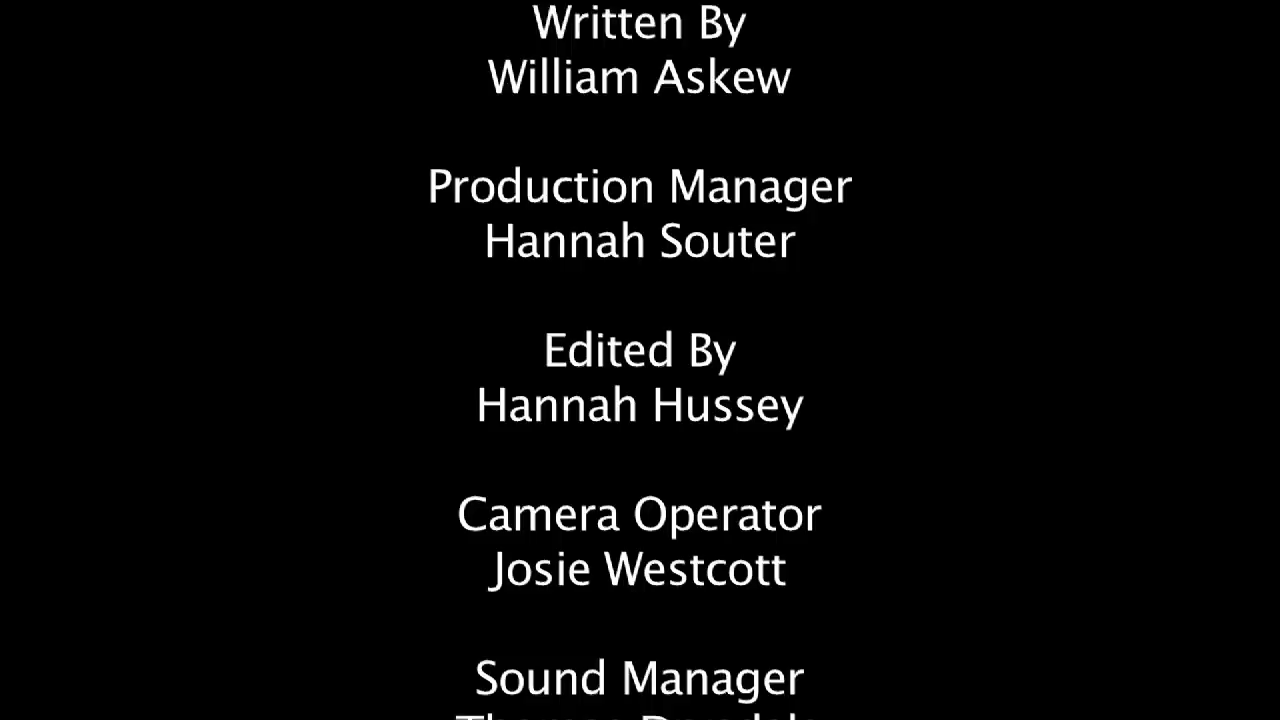 Written By
William Askew
Production Manager
Hannah Souter
Edited By
Hannah Hussey
Camera Operator
Josie Westcott
Sound Manager